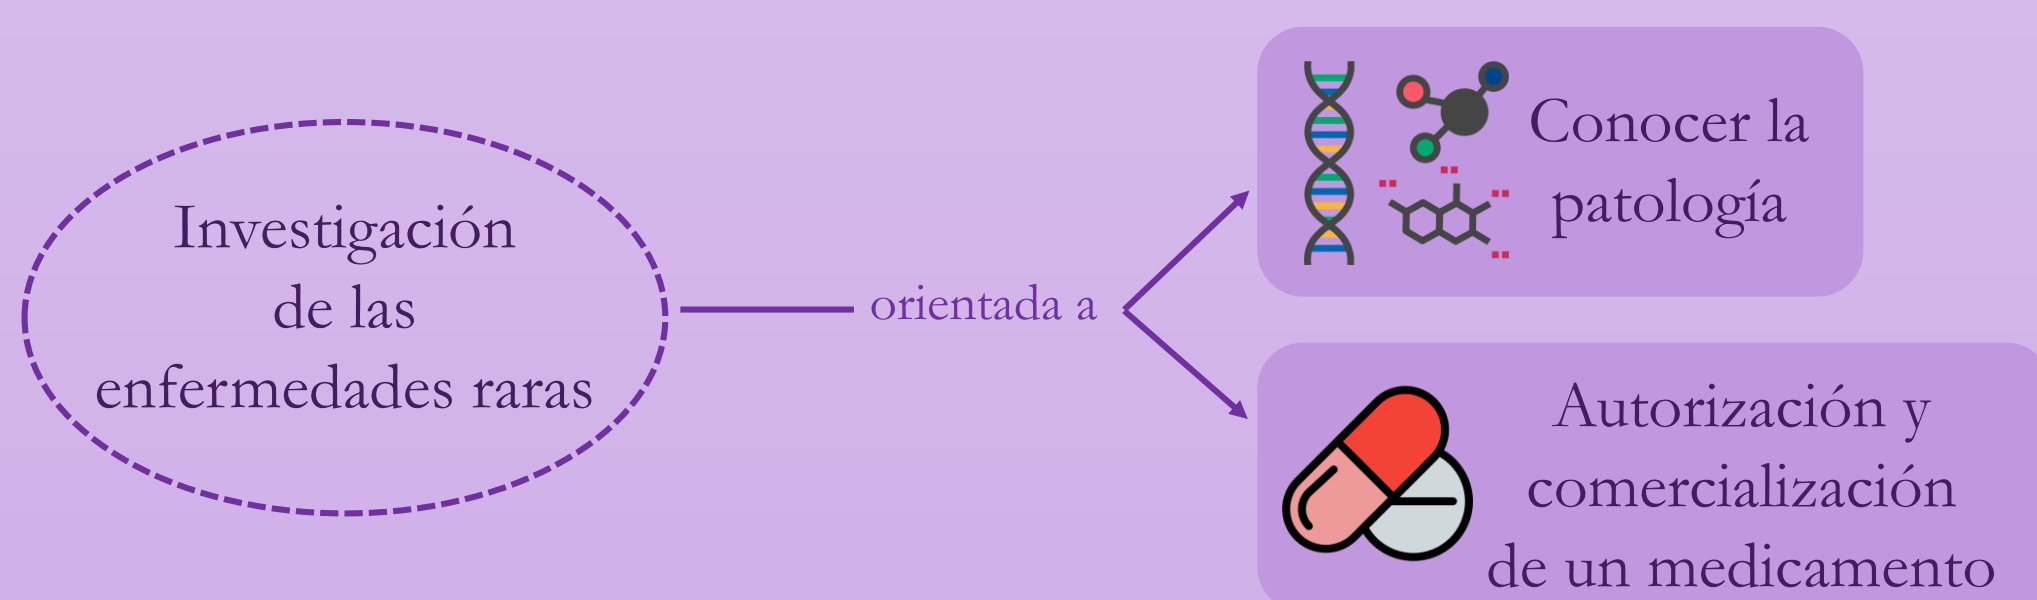 Investigación
de las
enfermedades raras
orientada a
Conocer la
patología
Autorización y
comercialización
de un medicamento